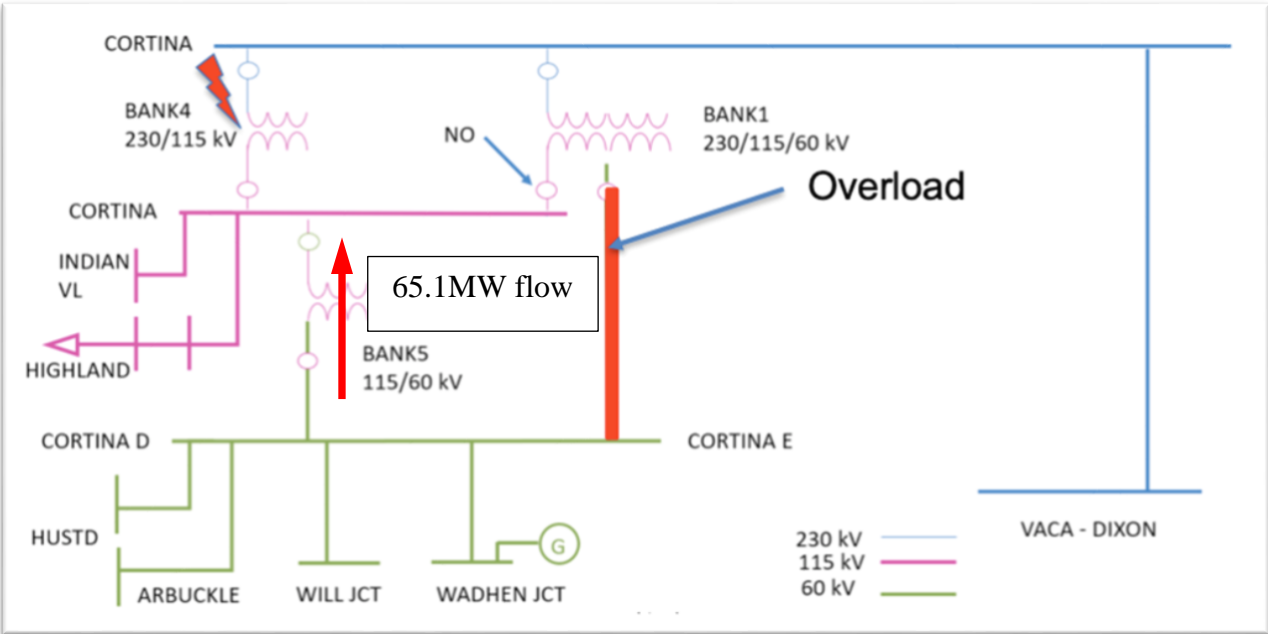 CORTINA
BANK4
230/115 kV
NO
BANK1
230/115/60 kV
Overload
CORTINA
INDIAN
VL
65.1MW flow
HIGHLAND
BANK5
115/60 kV
CORTINA D
CORTINA E
HUSTD
G
ARBUCKLE
WILL JCT
WADHEN JCT
VACA - DIXON
230 kV
115 kV
60 kV